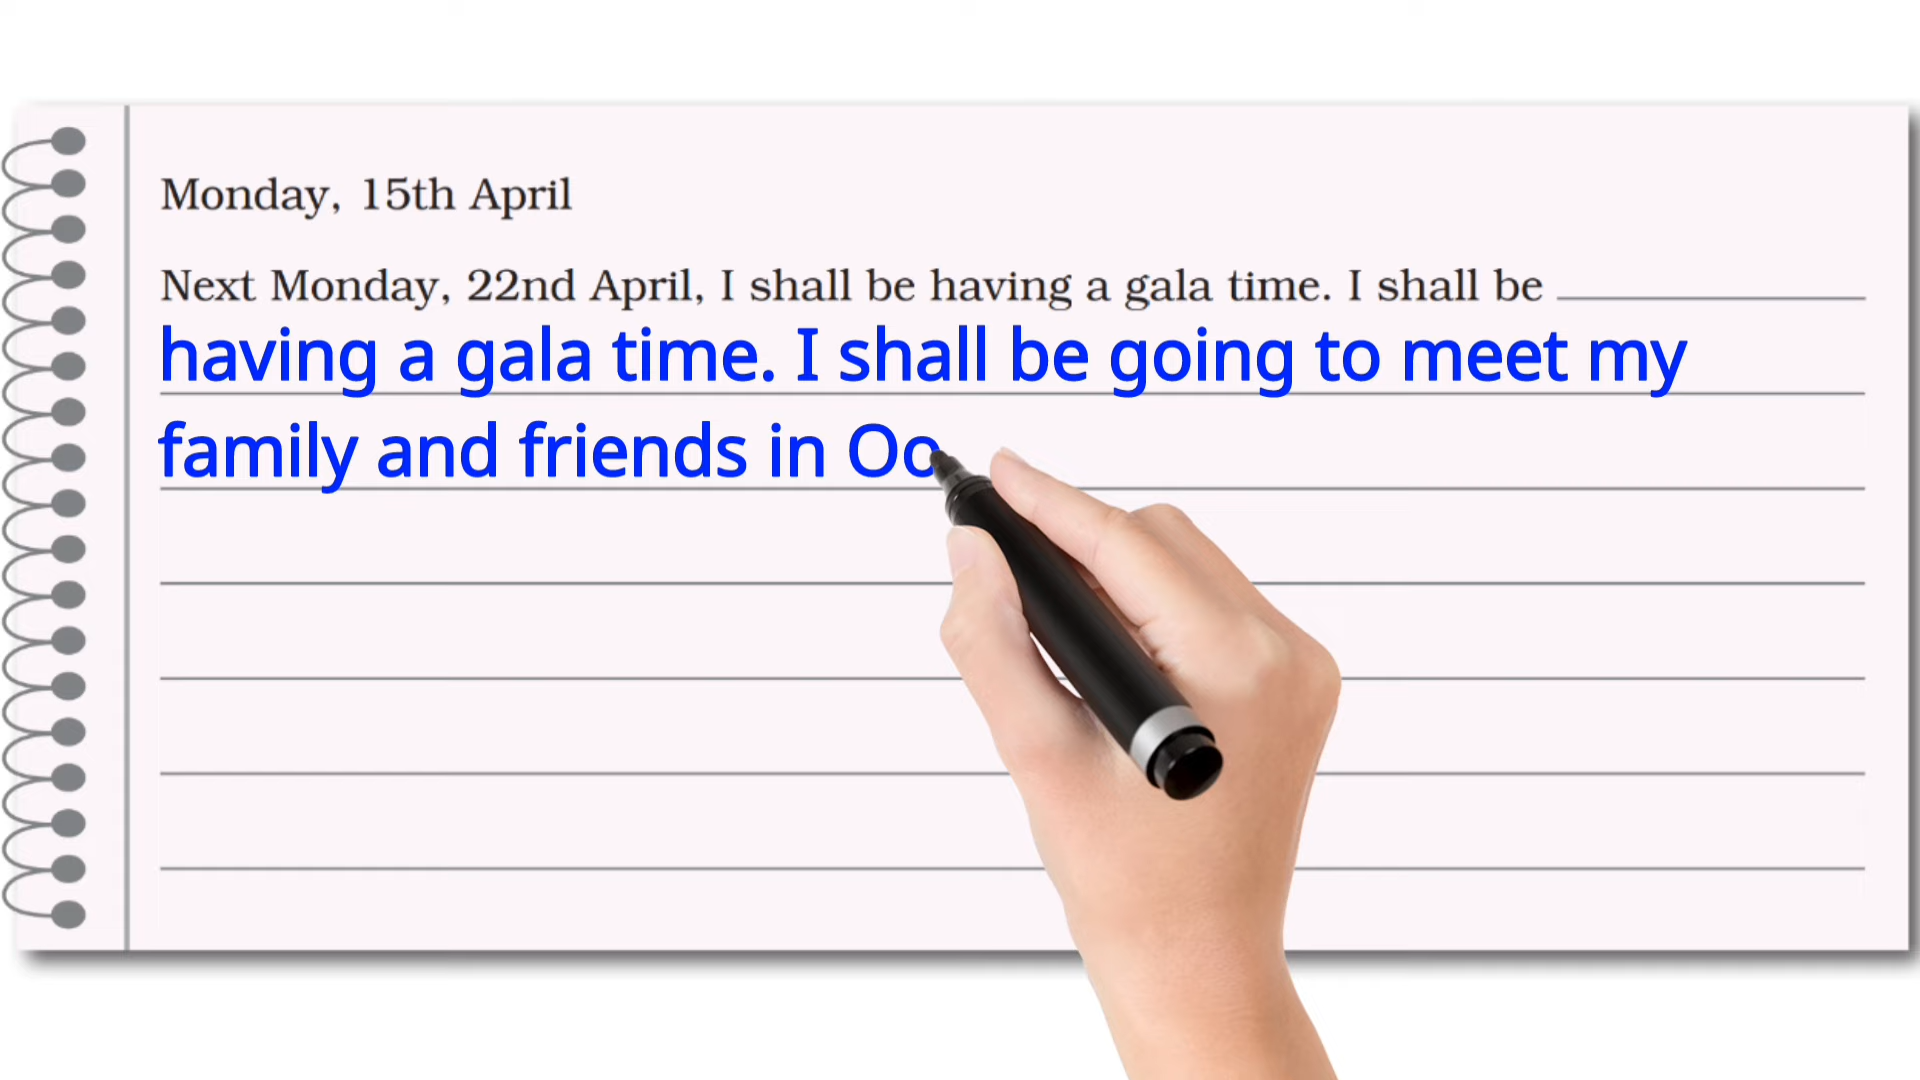 Monday, 15th April
Next Monday, 22nd April, I shall be having a gala time. I shall be
having a gala time. I shall be going to meet my
family and friends in Oo